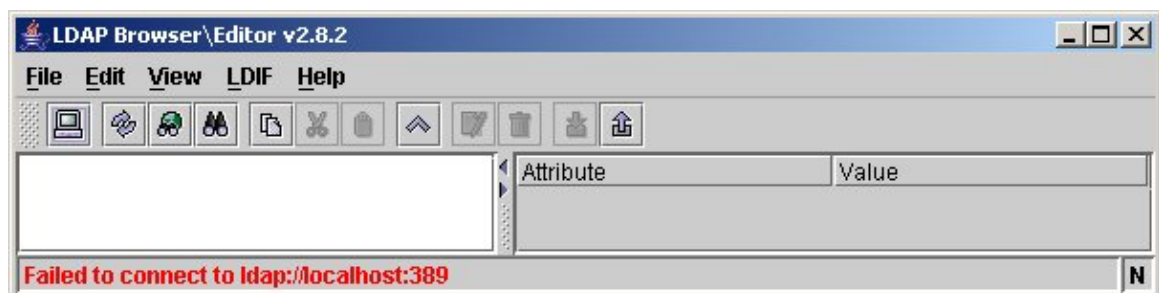 LDAP Browser\Editor v2.8.2
File Edit View LDIF Help
Attribute Value
Failed to connect to ldap://localhost:389 N